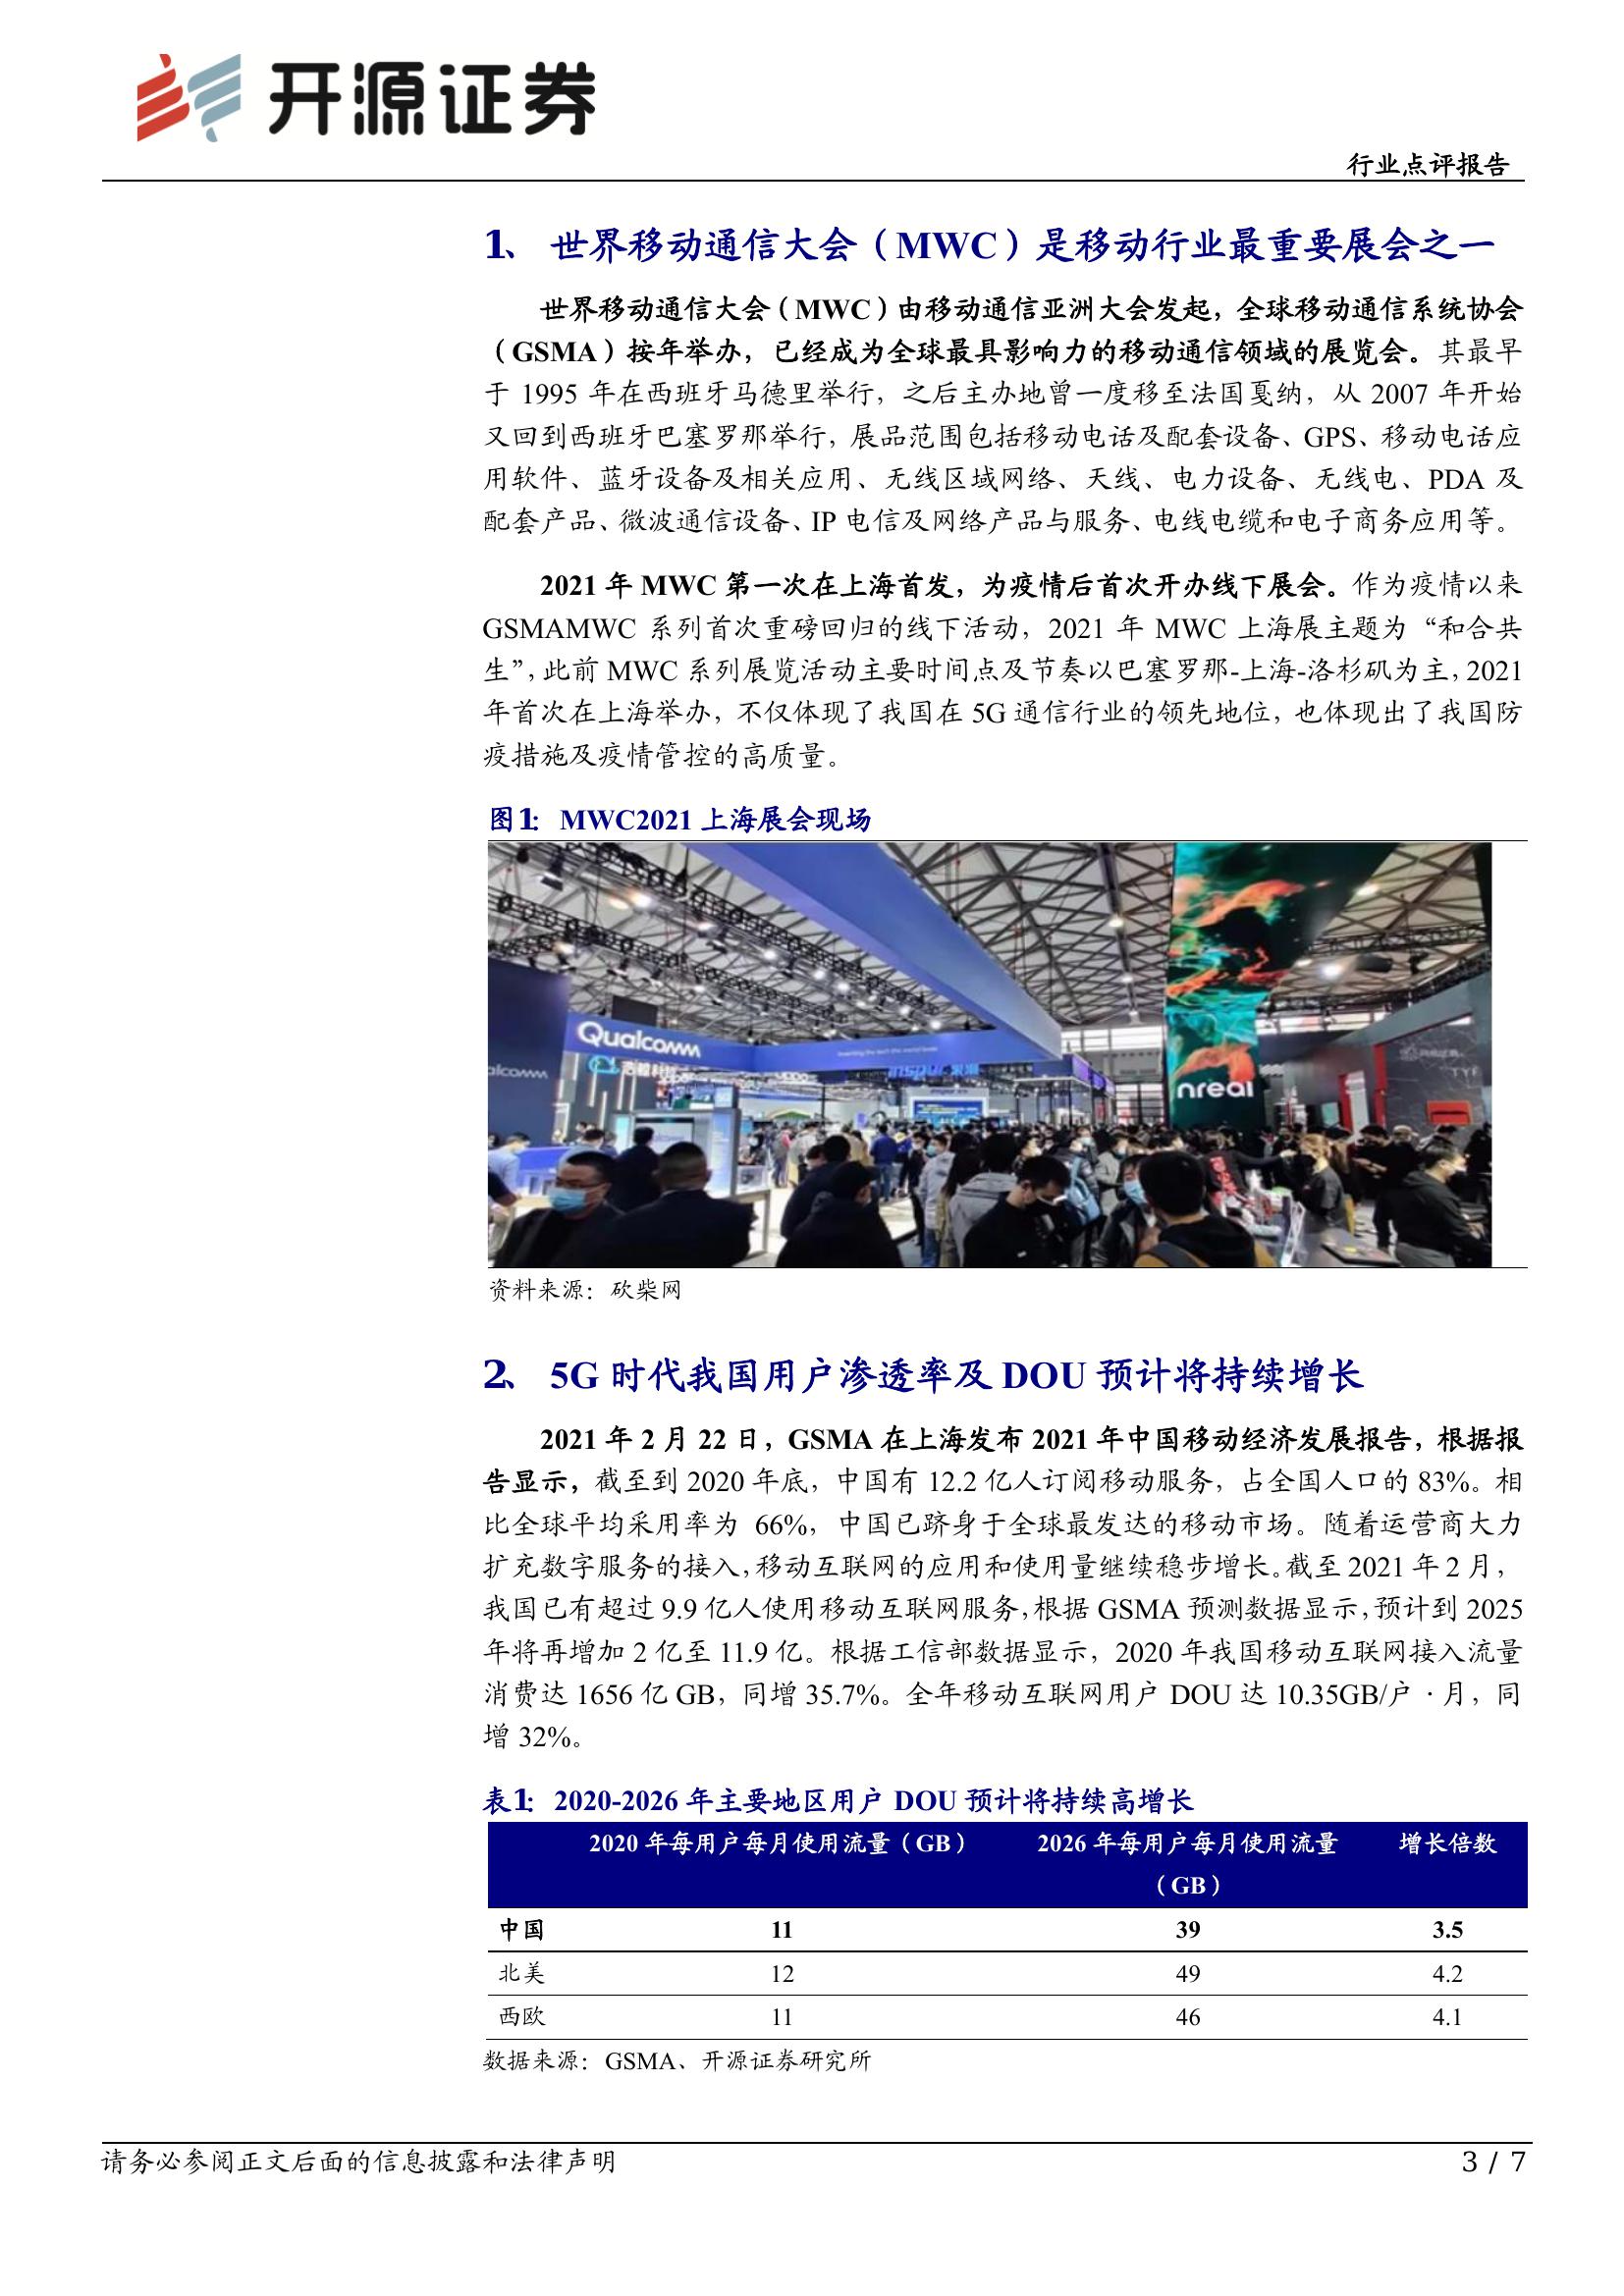 开源证券
行业点评报告
1、 世界移动通信大会（MWC）是移动行业最重要展会之一
世界移动通信大会（MWC）由移动通信亚洲大会发起，全球移动通信系统协会
（GSMA）按年举办，已经成为全球最具影响力的移动通信领域的展览会。其最早
于 1995 年在西班牙马德里举行，之后主办地曾一度移至法国戛纳，从 2007 年开始
又回到西班牙巴塞罗那举行，展品范围包括移动电话及配套设备、GPS、移动电话应
用软件、蓝牙设备及相关应用、无线区域网络、天线、电力设备、无线电、PDA 及
配套产品、微波通信设备、IP 电信及网络产品与服务、电线电缆和电子商务应用等。
2021 年 MWC 第一次在上海首发，为疫情后首次开办线下展会。作为疫情以来
GSMAMWC 系列首次重磅回归的线下活动，2021 年 MWC 上海展主题为“和合共
生”，此前 MWC 系列展览活动主要时间点及节奏以巴塞罗那-上海-洛杉矶为主，2021
年首次在上海举办，不仅体现了我国在 5G 通信行业的领先地位，也体现出了我国防
疫措施及疫情管控的高质量。
图1： MWC2021 上海展会现场
Qualcomm
alcomm
inspur 浪潮
nreal
资料来源：砍柴网
2、 5G 时代我国用户渗透率及 DOU 预计将持续增长
2021 年 2 月 22 日，GSMA 在上海发布 2021 年中国移动经济发展报告，根据报
告显示，截至到 2020 年底，中国有 12.2 亿人订阅移动服务，占全国人口的 83%。相
比全球平均采用率为 66%，中国已跻身于全球最发达的移动市场。随着运营商大力
扩充数字服务的接入，移动互联网的应用和使用量继续稳步增长。截至 2021 年 2 月，
我国已有超过 9.9 亿人使用移动互联网服务，根据 GSMA 预测数据显示，预计到 2025
年将再增加 2 亿至 11.9 亿。根据工信部数据显示，2020 年我国移动互联网接入流量
消费达 1656 亿 GB，同增 35.7%。全年移动互联网用户 DOU 达 10.35GB/户·月，同
增 32%。
表1： 2020-2026 年主要地区用户 DOU 预计将持续高增长
2020 年每用户每月使用流量（GB） 2026 年每用户每月使用流量 增长倍数
（GB）
中国 11 39 3.5
北美 12 49 4.2
西欧 11 46 4.1
数据来源：GSMA、开源证券研究所
请务必参阅正文后面的信息披露和法律声明 3 / 7